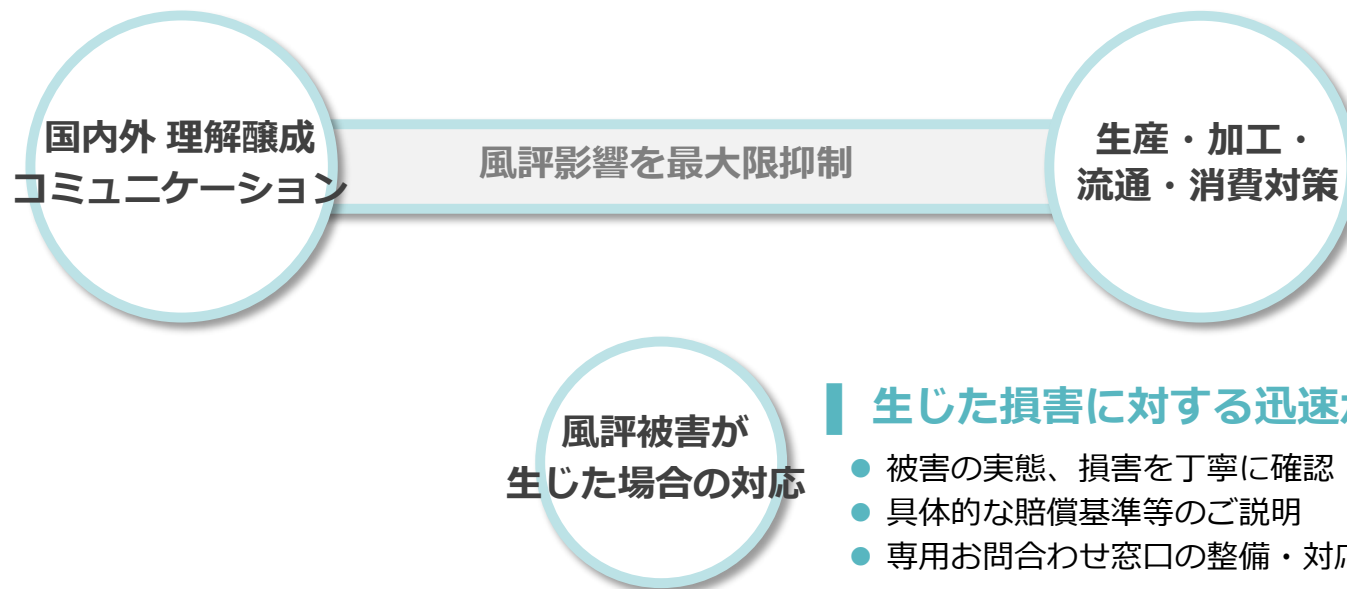 国内外 理解醸成
コミュニケーション
風評影響を最大限抑制
生産・加工・
流通・消費対策
風評被害が
生じた場合の対応
生じた損害に対する迅速
● 被害の実態、損害を丁寧に確認
● 具体的な賠償基準等のご説明
● 専用お問合わせ窓口の整備・対応